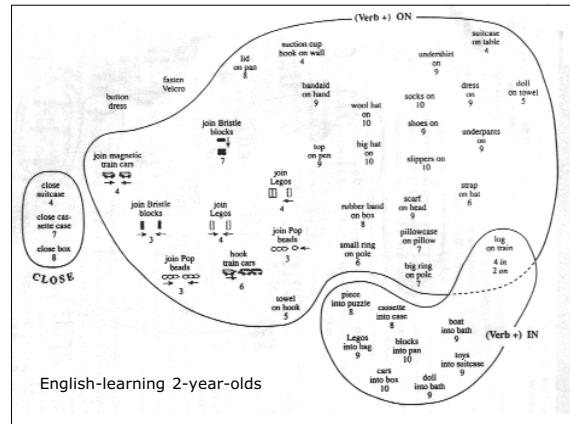 (Verb +) ON
suitcase
on table
4
suction cup
hook on wall
4
undershirt
on
9
lid
on pan
8
fasten
Velcro
button
dress
bandaid
on hand
9
socks on
10
dress
on
9
doll
on towel
5
wool hat
on
10
shoes on
9
join Bristle
blocks
7
underpants
on
9
top
on pen
9
big hat
on
10
slippers on
10
join magnetic
train cars
4
join
Legos
4
strap
on hat
6
close
suitcase
4
close cas-
sette case
7
close box
8
CLOSE
join Bristle
blocks
3
join
Legos
4
rubber band
on box
8
scarf
on head
9
join Pop
beads
3
pillowcase
on pillow
7
log
on train
4 in
2 on
join Pop
beads
3
hook
train cars
6
small ring
on pole
6
big ring
on pole
7
towel
on hook
5
piece
into puzzle
8
cassette
into case
8
boat
into bath
9
(Verb +) IN
Legos
into bag
9
blocks
into pan
10
toys
into suitcase
9
cars
into box
10
doll
into bath
9
English-learning 2-year-olds